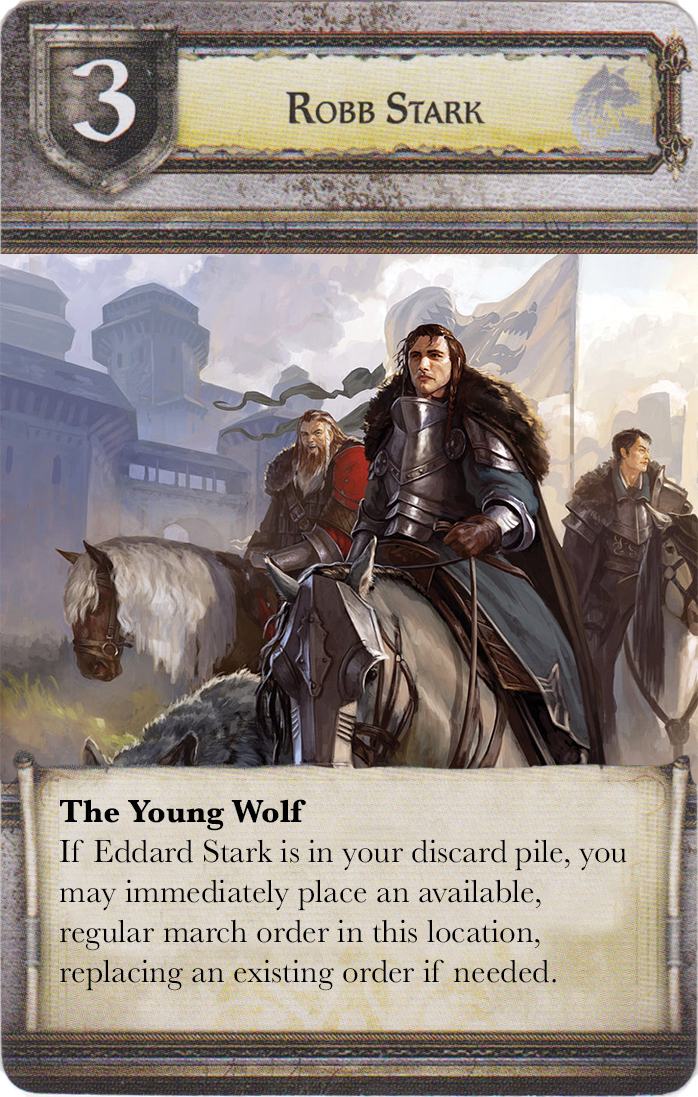 3
Robb Stark
The Young Wolf
If Eddard Stark is in your discard pile, you
may immediately place an available,
regular march order in this location,
replacing an existing order if needed.